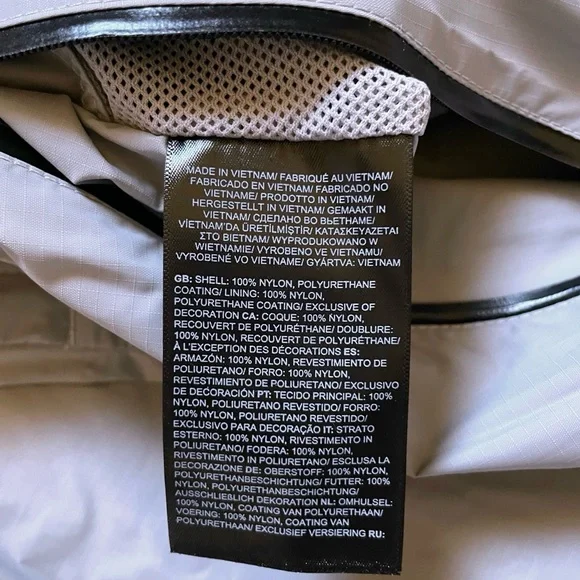 MADE IN VIETNAM/ FABRIQUÉ AU VIETNAM/
FABRICADO EN VIETNAM/ FABRICADO NO
VIETNAME/ PRODOTTO IN VIETNAM/
HERGESTELLT IN VIETNAM/ GEMAAKT IN
VIETNAM/ СДЕЛАНО ВО ВЬЕТНАМЕ/
VİETNAM'DA ÜRETİLMİŞTİR/ ΚΑΤΑΣΚΕΥΑΖΕΤΑΙ
ΣΤΟ ΒΙΕΤΝΑΜ/ WYPRODUKOWANO W
WIETNAMIE/ VYROBENO VE VIETNAMU/
VYROBENÉ VO VIETNAME/ GYÁRTVA: VIETNAM
GB: SHELL: 100% NYLON, POLYURETHANE
COATING/ LINING: 100% NYLON,
POLYURETHANE COATING/ EXCLUSIVE OF
DECORATION CA: COQUE: 100% NYLON,
RECOUVERT DE POLYURÉTHANE/ DOUBLURE:
100% NYLON, RECOUVERT DE POLYURÉTHANE/
À L'EXCEPTION DES DÉCORATIONS ES:
ARMAZÓN: 100% NYLON, REVESTIMIENTO DE
POLIURETANO/ FORRO: 100% NYLON,
REVESTIMIENTO DE POLIURETANO/ EXCLUSIVO
DE DECORACIÓN PT: TECIDO PRINCIPAL: 100%
NYLON, POLIURETANO REVESTIDO/ FORRO:
100% NYLON, POLIURETANO REVESTIDO/
EXCLUSIVO PARA DECORAÇÃO IT: STRATO
ESTERNO: 100% NYLON, RIVESTIMENTO IN
POLIURETANO/ FODERA: 100% NYLON,
RIVESTIMENTO IN POLIURETANO/ ESCLUSA LA
DECORAZIONE DE: OBERSTOFF: 100% NYLON,
POLYURETHANBESCHICHTUNG/ FUTTER: 100%
NYLON, POLYURETHANBESCHICHTUNG/
AUSSCHLIEẞLICH DEKORATION NL: OMHULSEL:
100% NYLON, COATING VAN POLYURETHAAN/
VOERING: 100% NYLON, COATING VAN
POLYURETHAAN/ EXCLUSIEF VERSIERING RU: